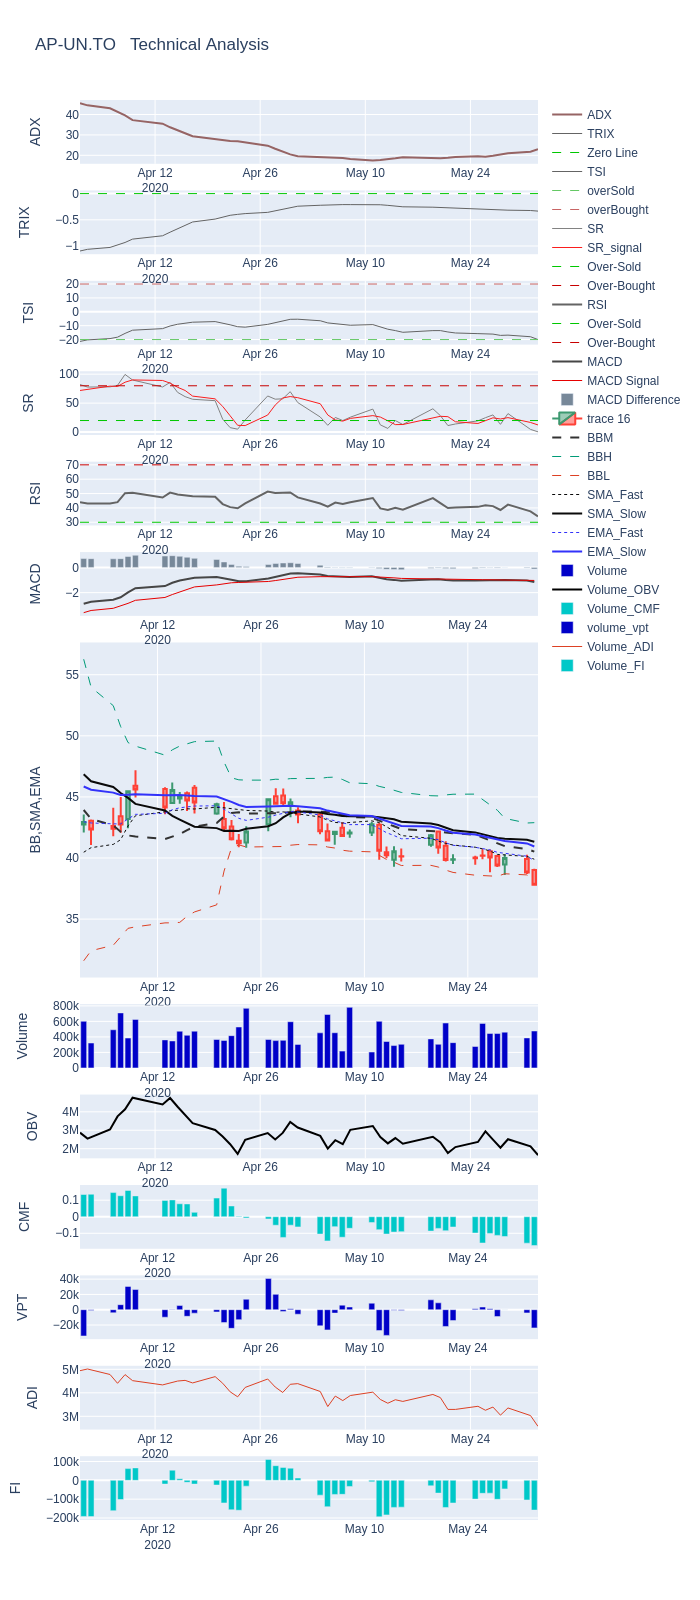 AP-UN.TO Technical Analysis
ADX
40
30
20
Apr 12
2020
Apr 26
May 10
May 24
TRIX
0
−0.5
−1
Apr 12
2020
Apr 26
May 10
May 24
TSI
20
10
0
−10
−20
Apr 12
2020
Apr 26
May 10
May 24
SR
100
50
0
Apr 12
2020
Apr 26
May 10
May 24
RSI
70
60
50
40
30
Apr 12
2020
Apr 26
May 10
May 24
MACD
0
−2
Apr 12
2020
Apr 26
May 10
May 24
BB,SMA,EMA
55
50
45
40
35
Apr 12
2020
Apr 26
May 10
May 24
Volume
800k
600k
400k
200k
0
Apr 12
2020
Apr 26
May 10
May 24
OBV
4M
3M
2M
Apr 12
2020
Apr 26
May 10
May 24
CMF
0.1
0
−0.1
Apr 12
2020
Apr 26
May 10
May 24
VPT
40k
20k
0
−20k
Apr 12
2020
Apr 26
May 10
May 24
ADI
5M
4M
3M
Apr 12
2020
Apr 26
May 10
May 24
FI
100k
0
−100k
−200k
Apr 12
2020
Apr 26
May 10
May 24
ADX
TRIX
Zero Line
TSI
overSold
overBought
SR
SR_signal
Over-Sold
Over-Bought
RSI
Over-Sold
Over-Bought
MACD
MACD Signal
MACD Difference
trace 16
BBM
BBH
BBL
SMA_Fast
SMA_Slow
EMA_Fast
EMA_Slow
Volume
Volume_OBV
Volume_CMF
volume_vpt
Volume_ADI
Volume_FI